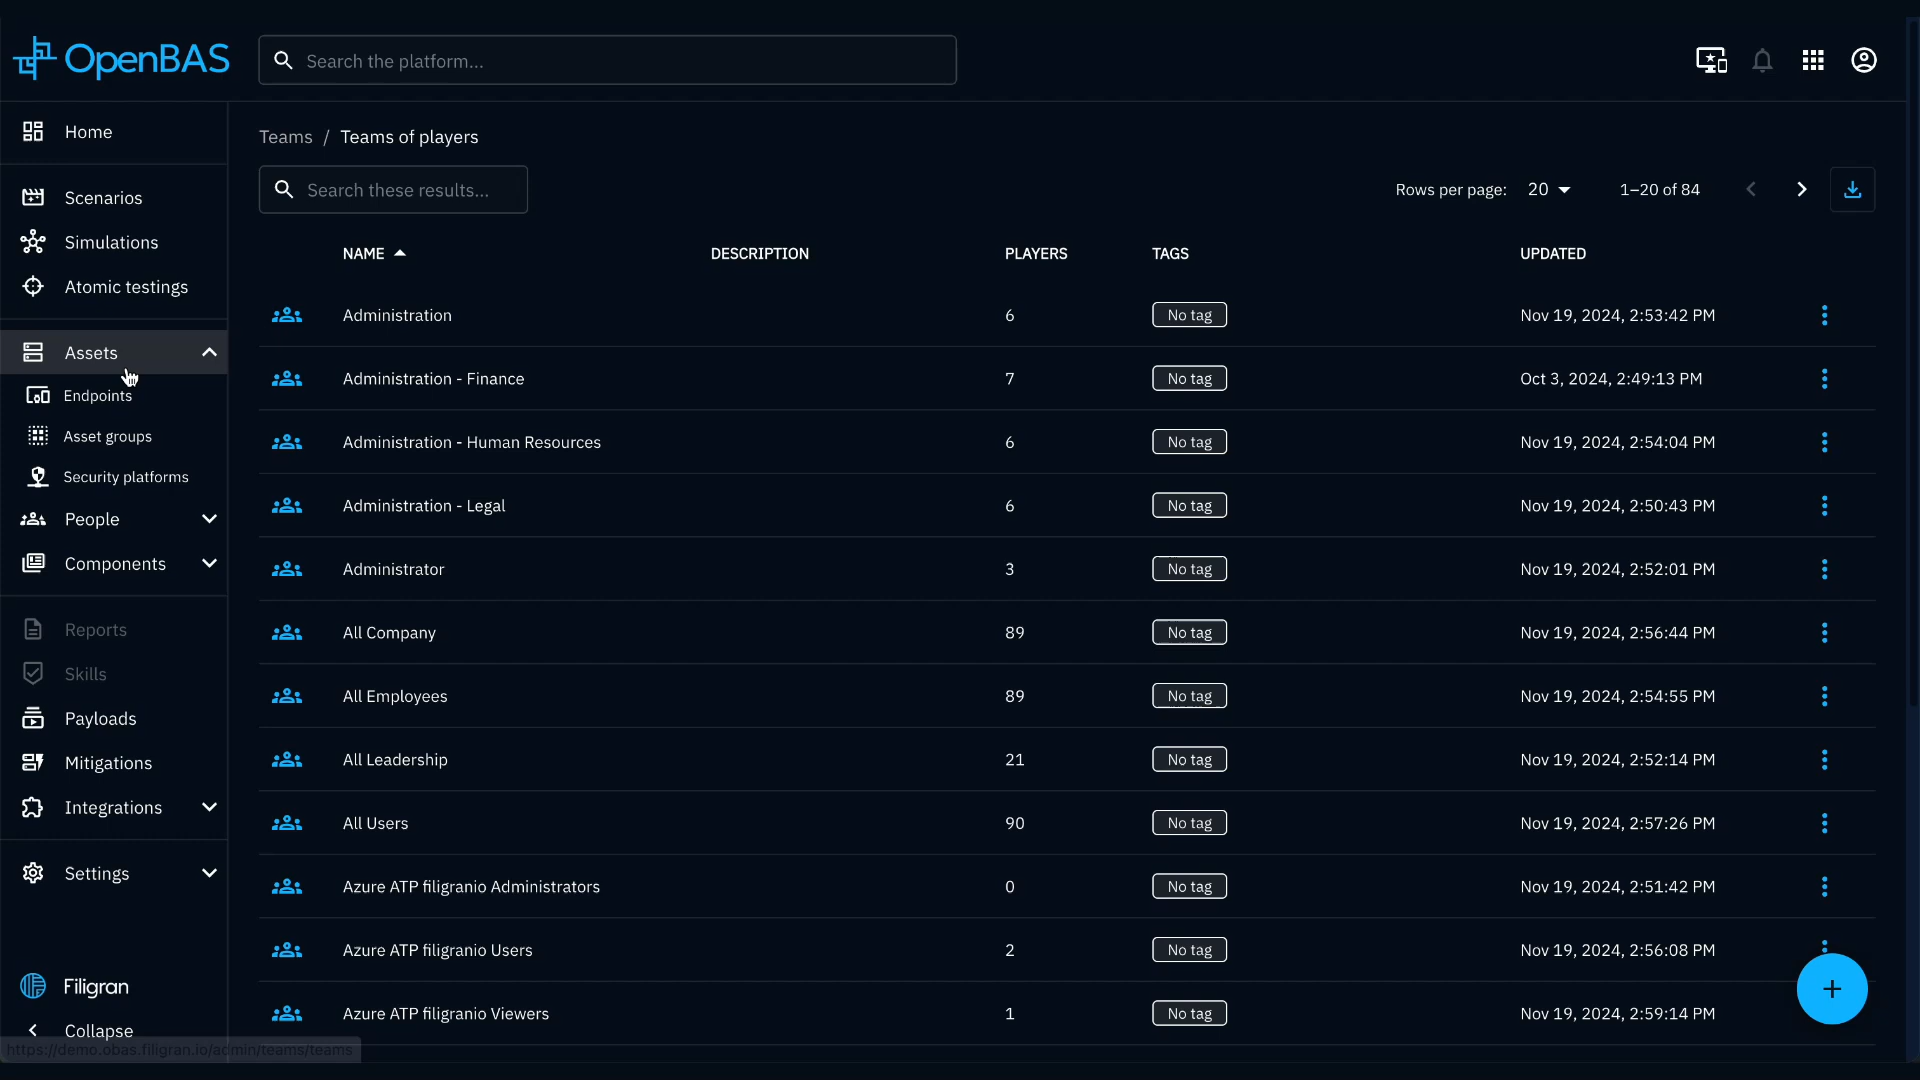 OpenBAS
Search the platform...
Home
Scenarios
Simulations
Atomic testings
Assets
Endpoints
Asset groups
Security platforms
People
Components
Reports
Skills
Payloads
Mitigations
Integrations
Settings
Filigran
Collapse
https://demo.obas.filigran.io/admin/teams/teams
Teams / Teams of players
Search these results...
Rows per page: 20 1–20 of 84
NAME DESCRIPTION PLAYERS TAGS UPDATED
Administration 6 No tag Nov 19, 2024, 2:53:42 PM
Administration - Finance 7 No tag Oct 3, 2024, 2:49:13 PM
Administration - Human Resources 6 No tag Nov 19, 2024, 2:54:04 PM
Administration - Legal 6 No tag Nov 19, 2024, 2:50:43 PM
Administrator 3 No tag Nov 19, 2024, 2:52:01 PM
All Company 89 No tag Nov 19, 2024, 2:56:44 PM
All Employees 89 No tag Nov 19, 2024, 2:54:55 PM
All Leadership 21 No tag Nov 19, 2024, 2:52:14 PM
All Users 90 No tag Nov 19, 2024, 2:57:26 PM
Azure ATP filigranio Administrators 0 No tag Nov 19, 2024, 2:51:42 PM
Azure ATP filigranio Users 2 No tag Nov 19, 2024, 2:56:08 PM
Azure ATP filigranio Viewers 1 No tag Nov 19, 2024, 2:59:14 PM